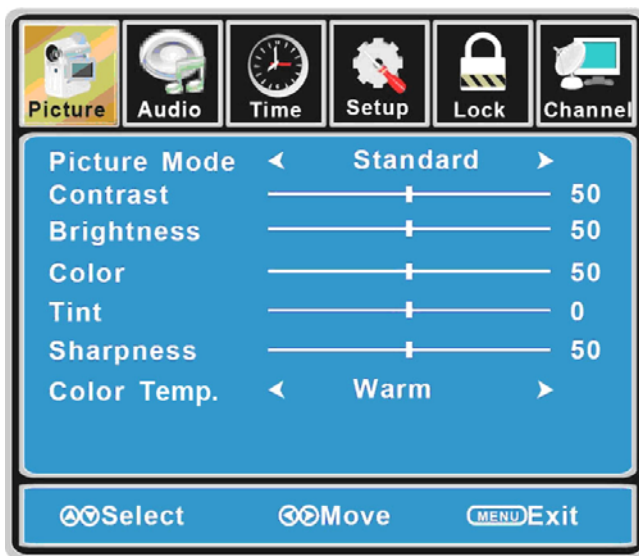 Picture Audio Time Setup Lock Channel
Picture Mode Standard
Contrast 50
Brightness 50
Color 50
Tint 0
Sharpness 50
Color Temp. Warm
Select Move MENU Exit